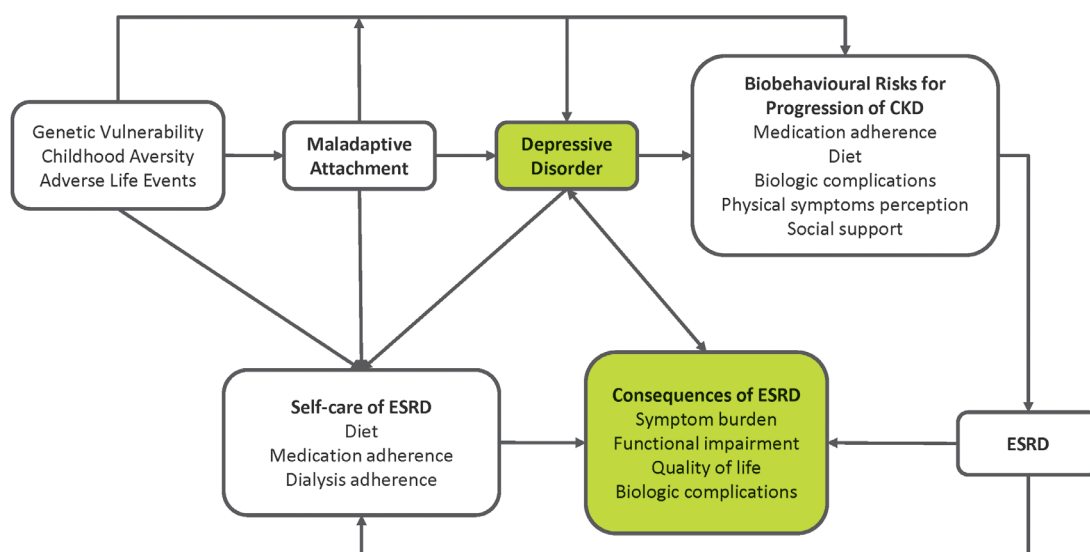 Genetic Vulnerability
Childhood Aversity
Adverse Life Events
Maladaptive
Attachment
Depressive
Disorder
Biobehavioural Risks for
Progression of CKD
Medication adherence
Diet
Biologic complications
Physical symptoms perception
Social support
Self-care of ESRD
Diet
Medication adherence
Dialysis adherence
Consequences of ESRD
Symptom burden
Functional impairment
Quality of life
Biologic complications
ESRD